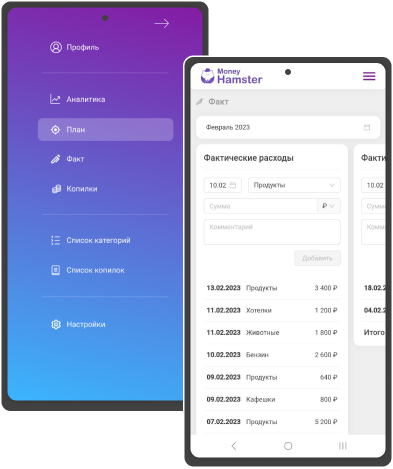 Профиль
Аналитика
План
Факт
Копилки
Список категорий
Список копилок
Настройки
Money
Hamster
Факт
Февраль 2023
Фактические расходы
10.02
Продукты
Сумма
₽
Комментарий
Добавить
13.02.2023 Продукты 3 400 ₽
11.02.2023 Хотелки 1 200 ₽
11.02.2023 Животные 1 800 ₽
10.02.2023 Бензин 2 600 ₽
09.02.2023 Продукты 640 ₽
09.02.2023 Кафешки 800 ₽
07.02.2023 Продукты 5 200 ₽
Факти
10.02
Сумм
Комм
18.02.2
04.02.2
Итого